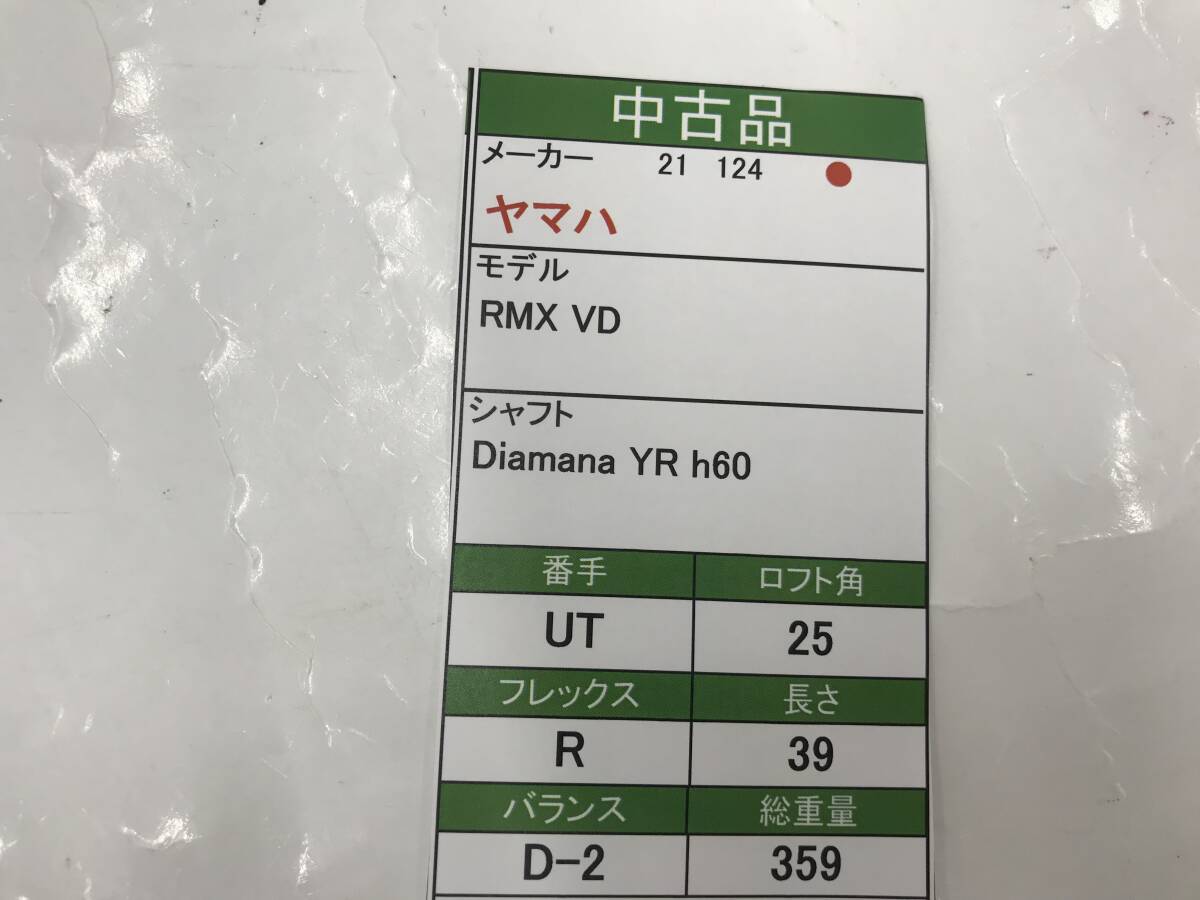 中古品
メーカー 21 124
ヤマハ
モデル
RMX VD
シャフト
Diamana YR h60
番手 ロフト角
UT 25
フレックス 長さ
R 39
バランス 総重量
D-2 359